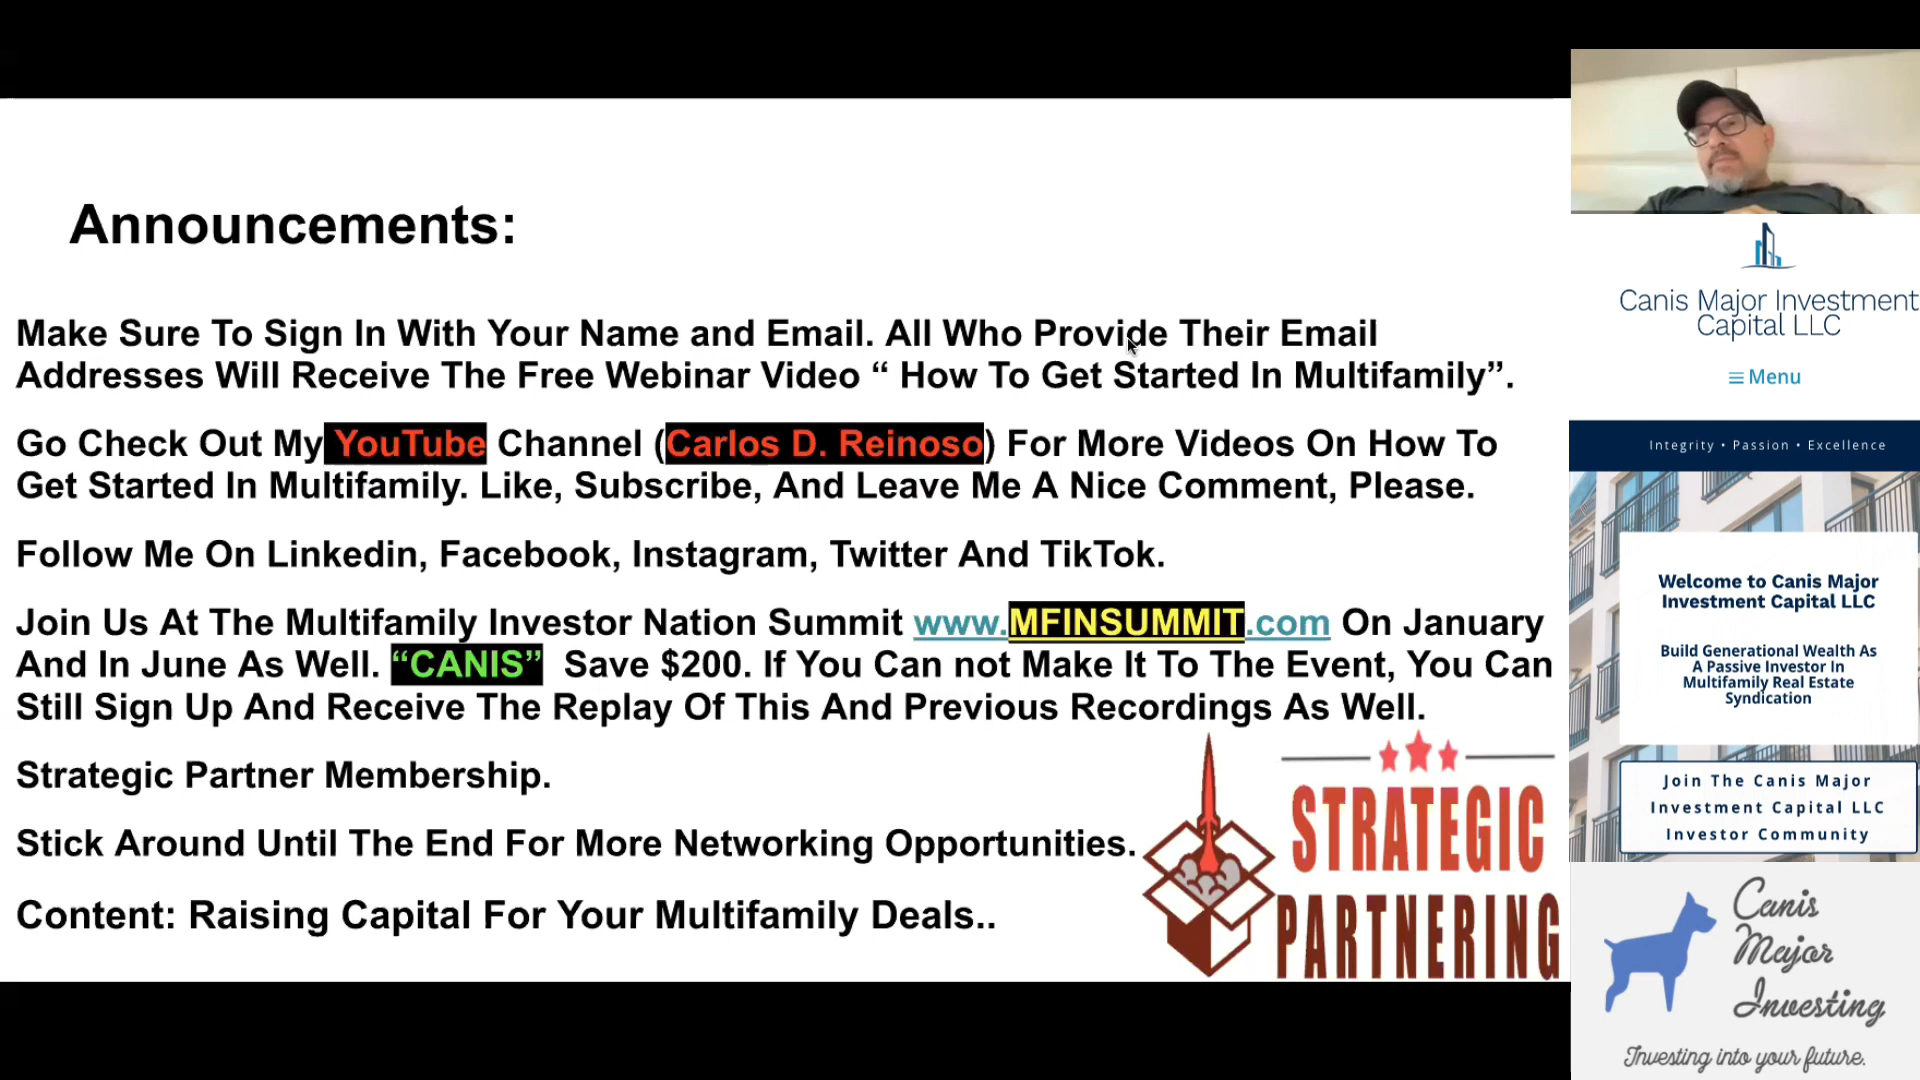 Announcements:
Make Sure To Sign In With Your Name and Email. All Who Provide Their Email
Addresses Will Receive The Free Webinar Video “ How To Get Started In Multifamily”.
Go Check Out My YouTube Channel (Carlos D. Reinoso) For More Videos On How To
Get Started In Multifamily. Like, Subscribe, And Leave Me A Nice Comment, Please.
Follow Me On Linkedin, Facebook, Instagram, Twitter And TikTok.
Join Us At The Multifamily Investor Nation Summit www.MFINSUMMIT.com On January
And In June As Well. “CANIS” Save $200. If You Can not Make It To The Event, You Can
Still Sign Up And Receive The Replay Of This And Previous Recordings As Well.
Strategic Partner Membership.
Stick Around Until The End For More Networking Opportunities.
Content: Raising Capital For Your Multifamily Deals..
STRATEGIC
PARTNERING
Canis Major Investment
Capital LLC
Menu
Integrity • Passion • Excellence
Welcome to Canis Major
Investment Capital LLC
Build Generational Wealth As
A Passive Investor In
Multifamily Real Estate
Syndication
Join The Canis Major
Investment Capital LLC
Investor Community
Canis
Major
Investing
Investing into your future.